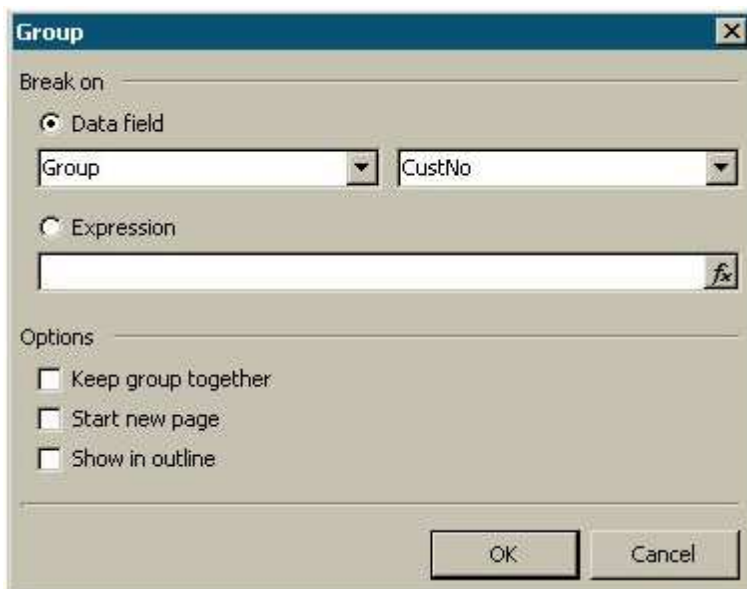 Group
Break on
Data field
Group CustNo
Expression
fx
Options
Keep group together
Start new page
Show in outline
OK Cancel